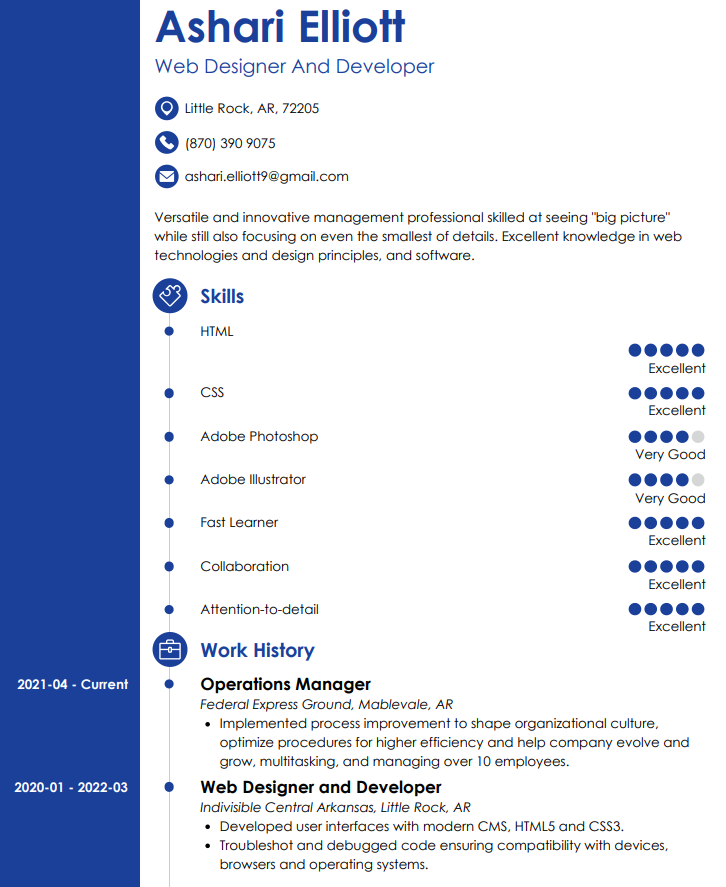 Ashari Elliott
Web Designer And Developer
Little Rock, AR, 72205
(870) 390 9075
ashari.elliott9@gmail.com
Versatile and innovative management professional skilled at seeing "big picture"
while still also focusing on even the smallest of details. Excellent knowledge in web
technologies and design principles, and software.
Skills
HTML
Excellent
CSS
Excellent
Adobe Photoshop
Very Good
Adobe Illustrator
Very Good
Fast Learner
Excellent
Collaboration
Excellent
Attention-to-detail
Excellent
Work History
2021-04 - Current
Operations Manager
Federal Express Ground, Mablevale, AR
• Implemented process improvement to shape organizational culture,
optimize procedures for higher efficiency and help company evolve and
grow, multitasking, and managing over 10 employees.
2020-01 - 2022-03
Web Designer and Developer
Indivisible Central Arkansas, Little Rock, AR
• Developed user interfaces with modern CMS, HTML5 and CSS3.
• Troubleshot and debugged code ensuring compatibility with devices,
browsers and operating systems.